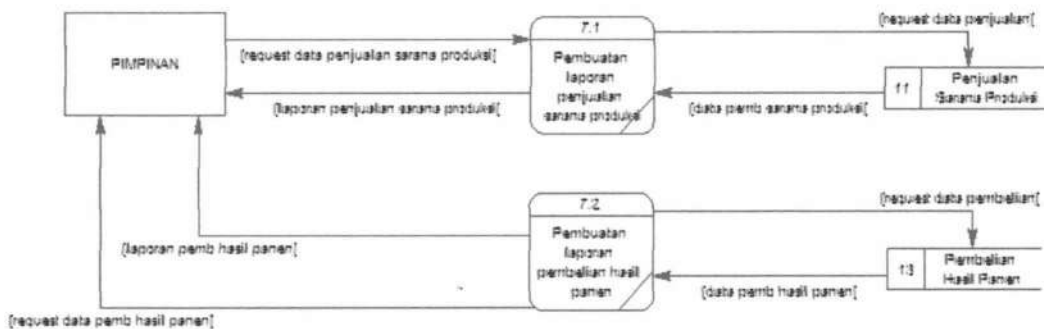 7.1
[request data penjualan[
PIMPINAN
[request data penjualan sarana produksi[
Pembuatan
laporan
penjualan
sarana produksi
11
Penjualan
Sarana Produksi
[laporan penjualan sarana produksi[
[data pemb sarana produksi[
7.2
[request data pembelian[
Pembuatan
laporan
pembelian hasil
panen
[laporan pemb hasil panen[
13
Pembelian
Hasil Panen
[data pemb hasil panen[
[request data pemb hasil panen[